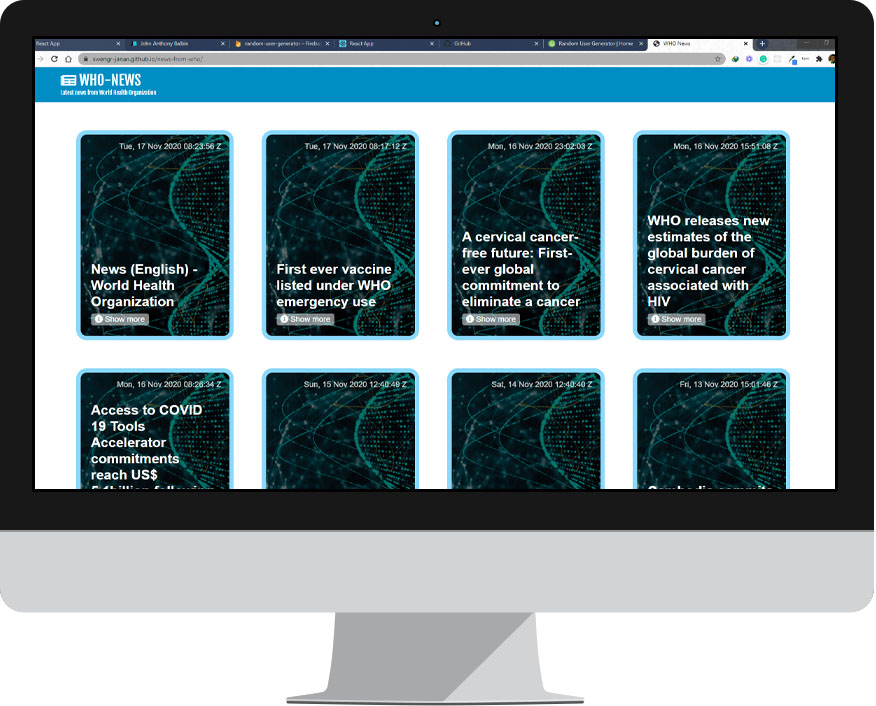 React App
John Anthony Balbin
random-user-generator – Fireba
React App
GitHub
Random User Generator | Home
WHO News
swengr-janan.github.io/news-from-who/
WHO-NEWS
Latest news from World Health Organization
Tue, 17 Nov 2020 08:23:56 Z
News (English) -
World Health
Organization
Show more
Tue, 17 Nov 2020 08:17:12 Z
First ever vaccine
listed under WHO
emergency use
Show more
Mon, 16 Nov 2020 23:02:03 Z
A cervical cancer-
free future: First-
ever global
commitment to
eliminate a cancer
Show more
Mon, 16 Nov 2020 15:51:08 Z
WHO releases new
estimates of the
global burden of
cervical cancer
associated with
HIV
Show more
Mon, 16 Nov 2020 08:26:34 Z
Access to COVID
19 Tools
Accelerator
commitments
reach US$
5.1billion following
Sun, 15 Nov 2020 12:40:48 Z
Sat, 14 Nov 2020 12:40:40 Z
Fri, 13 Nov 2020 15:01:46 Z
Cambodia commits